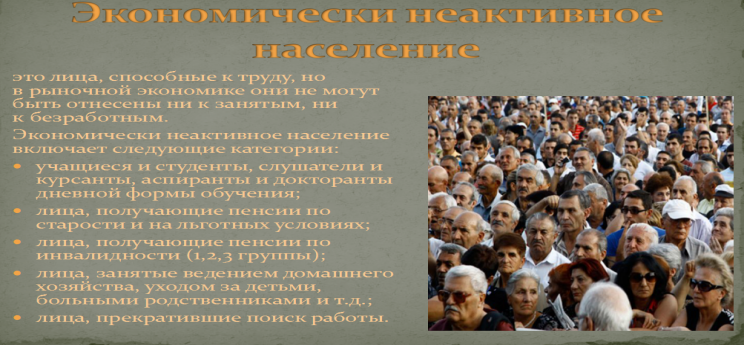 Экономически неактивное
население
это лица, способные к труду, но
в рыночной экономике они не могут
быть отнесены ни к занятым, ни
к безработным.
Экономически неактивное население
включает следующие категории:
• учащиеся и студенты, слушатели и
курсанты, аспиранты и докторанты
дневной формы обучения;
• лица, получающие пенсии по
старости и на льготных условиях;
• лица, получающие пенсии по
инвалидности (1,2,3 группы);
• лица, занятые ведением домашнего
хозяйства, уходом за детьми,
больными родственниками и т.д.;
• лица, прекратившие поиск работы.